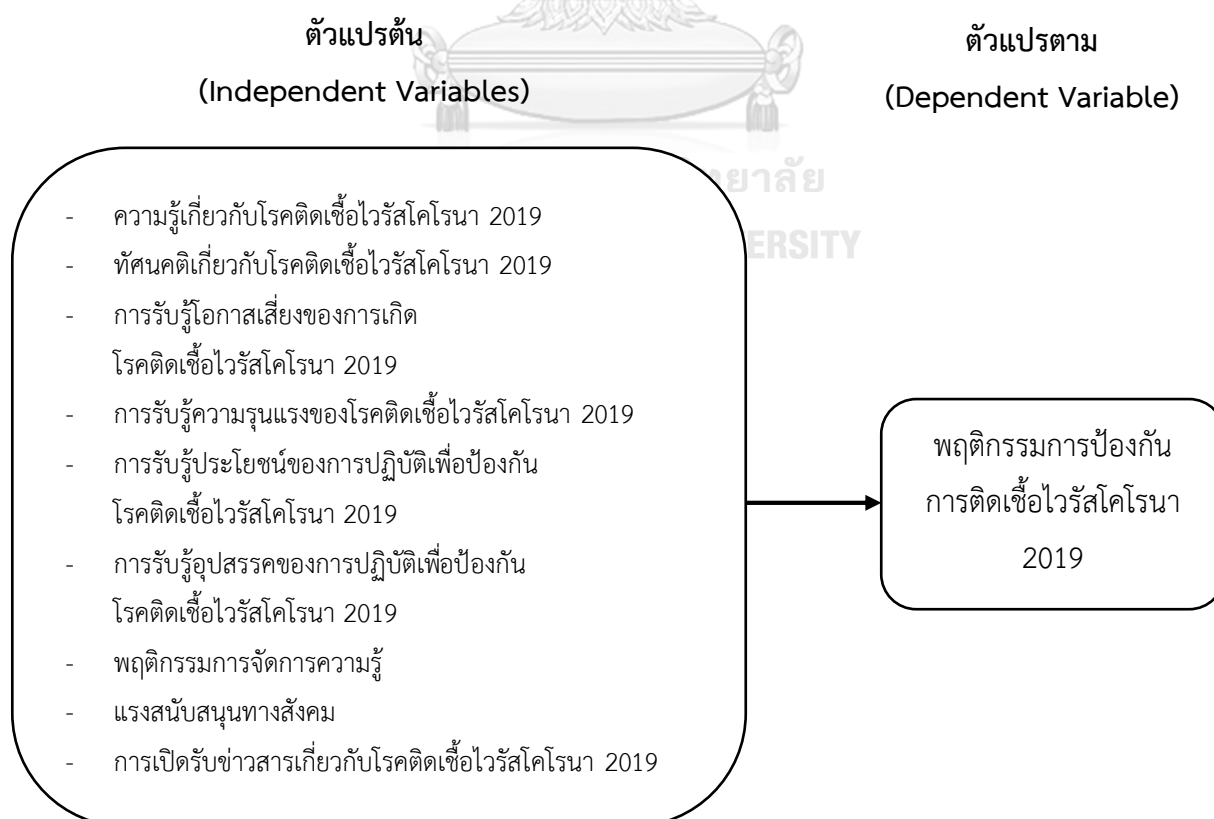 ตัวแปรต้น
(Independent Variables)
ตัวแปรตาม
(Dependent Variable)
- ความรู้เกี่ยวกับโรคติดเชื้อไวรัสโคโรนา 2019
- ทัศนคติเกี่ยวกับโรคติดเชื้อไวรัสโคโรนา 2019
- การรับรู้โอกาสเสี่ยงของการเกิด
โรคติดเชื้อไวรัสโคโรนา 2019
- การรับรู้ความรุนแรงของโรคติดเชื้อไวรัสโคโรนา 2019
- การรับรู้ประโยชน์ของการปฏิบัติเพื่อป้องกัน
โรคติดเชื้อไวรัสโคโรนา 2019
- การรับรู้อุปสรรคของการปฏิบัติเพื่อป้องกัน
โรคติดเชื้อไวรัสโคโรนา 2019
- พฤติกรรมการจัดการความรู้
- แรงสนับสนุนทางสังคม
- การเปิดรับข่าวสารเกี่ยวกับโรคติดเชื้อไวรัสโคโรนา 2019
พฤติกรรมการป้องกัน
การติดเชื้อไวรัสโคโรนา
2019